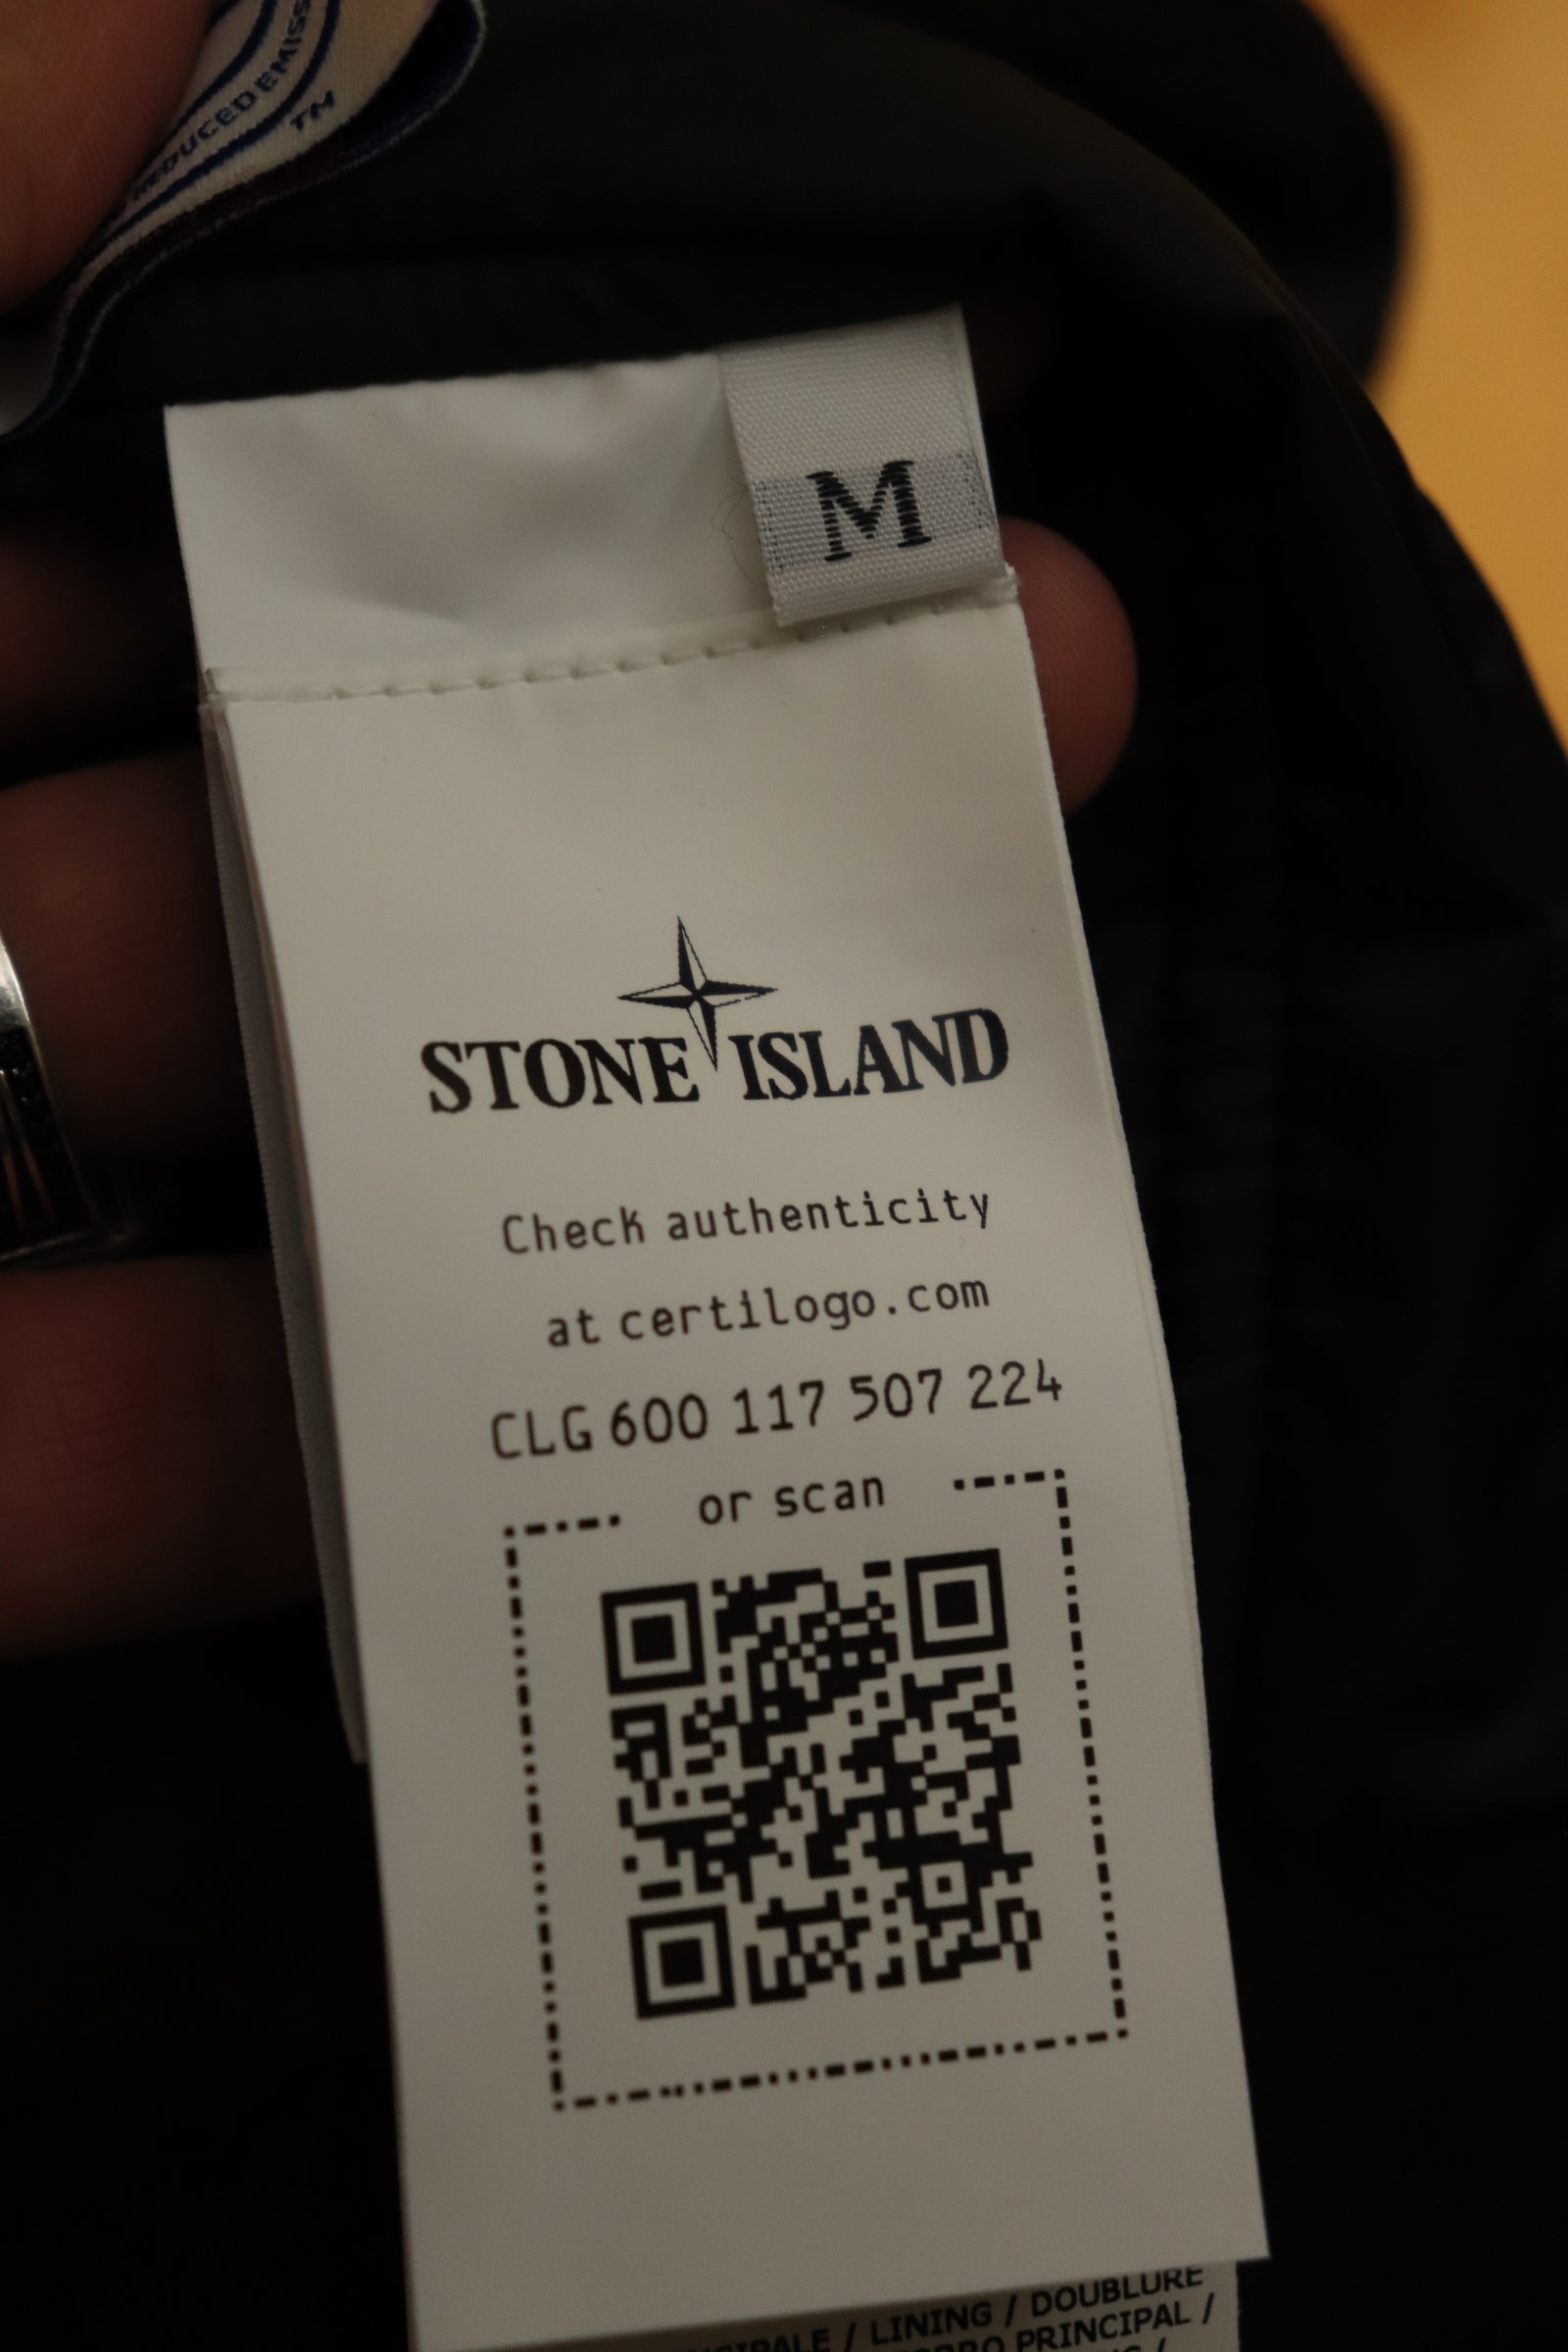 REDUCED EMISS
TM
M
STONE ISLAND
Check authenticity
at certilogo.com
CLG 600 117 507 224
or scan
/ LINING / DOUBLURE
PRINCIPAL /